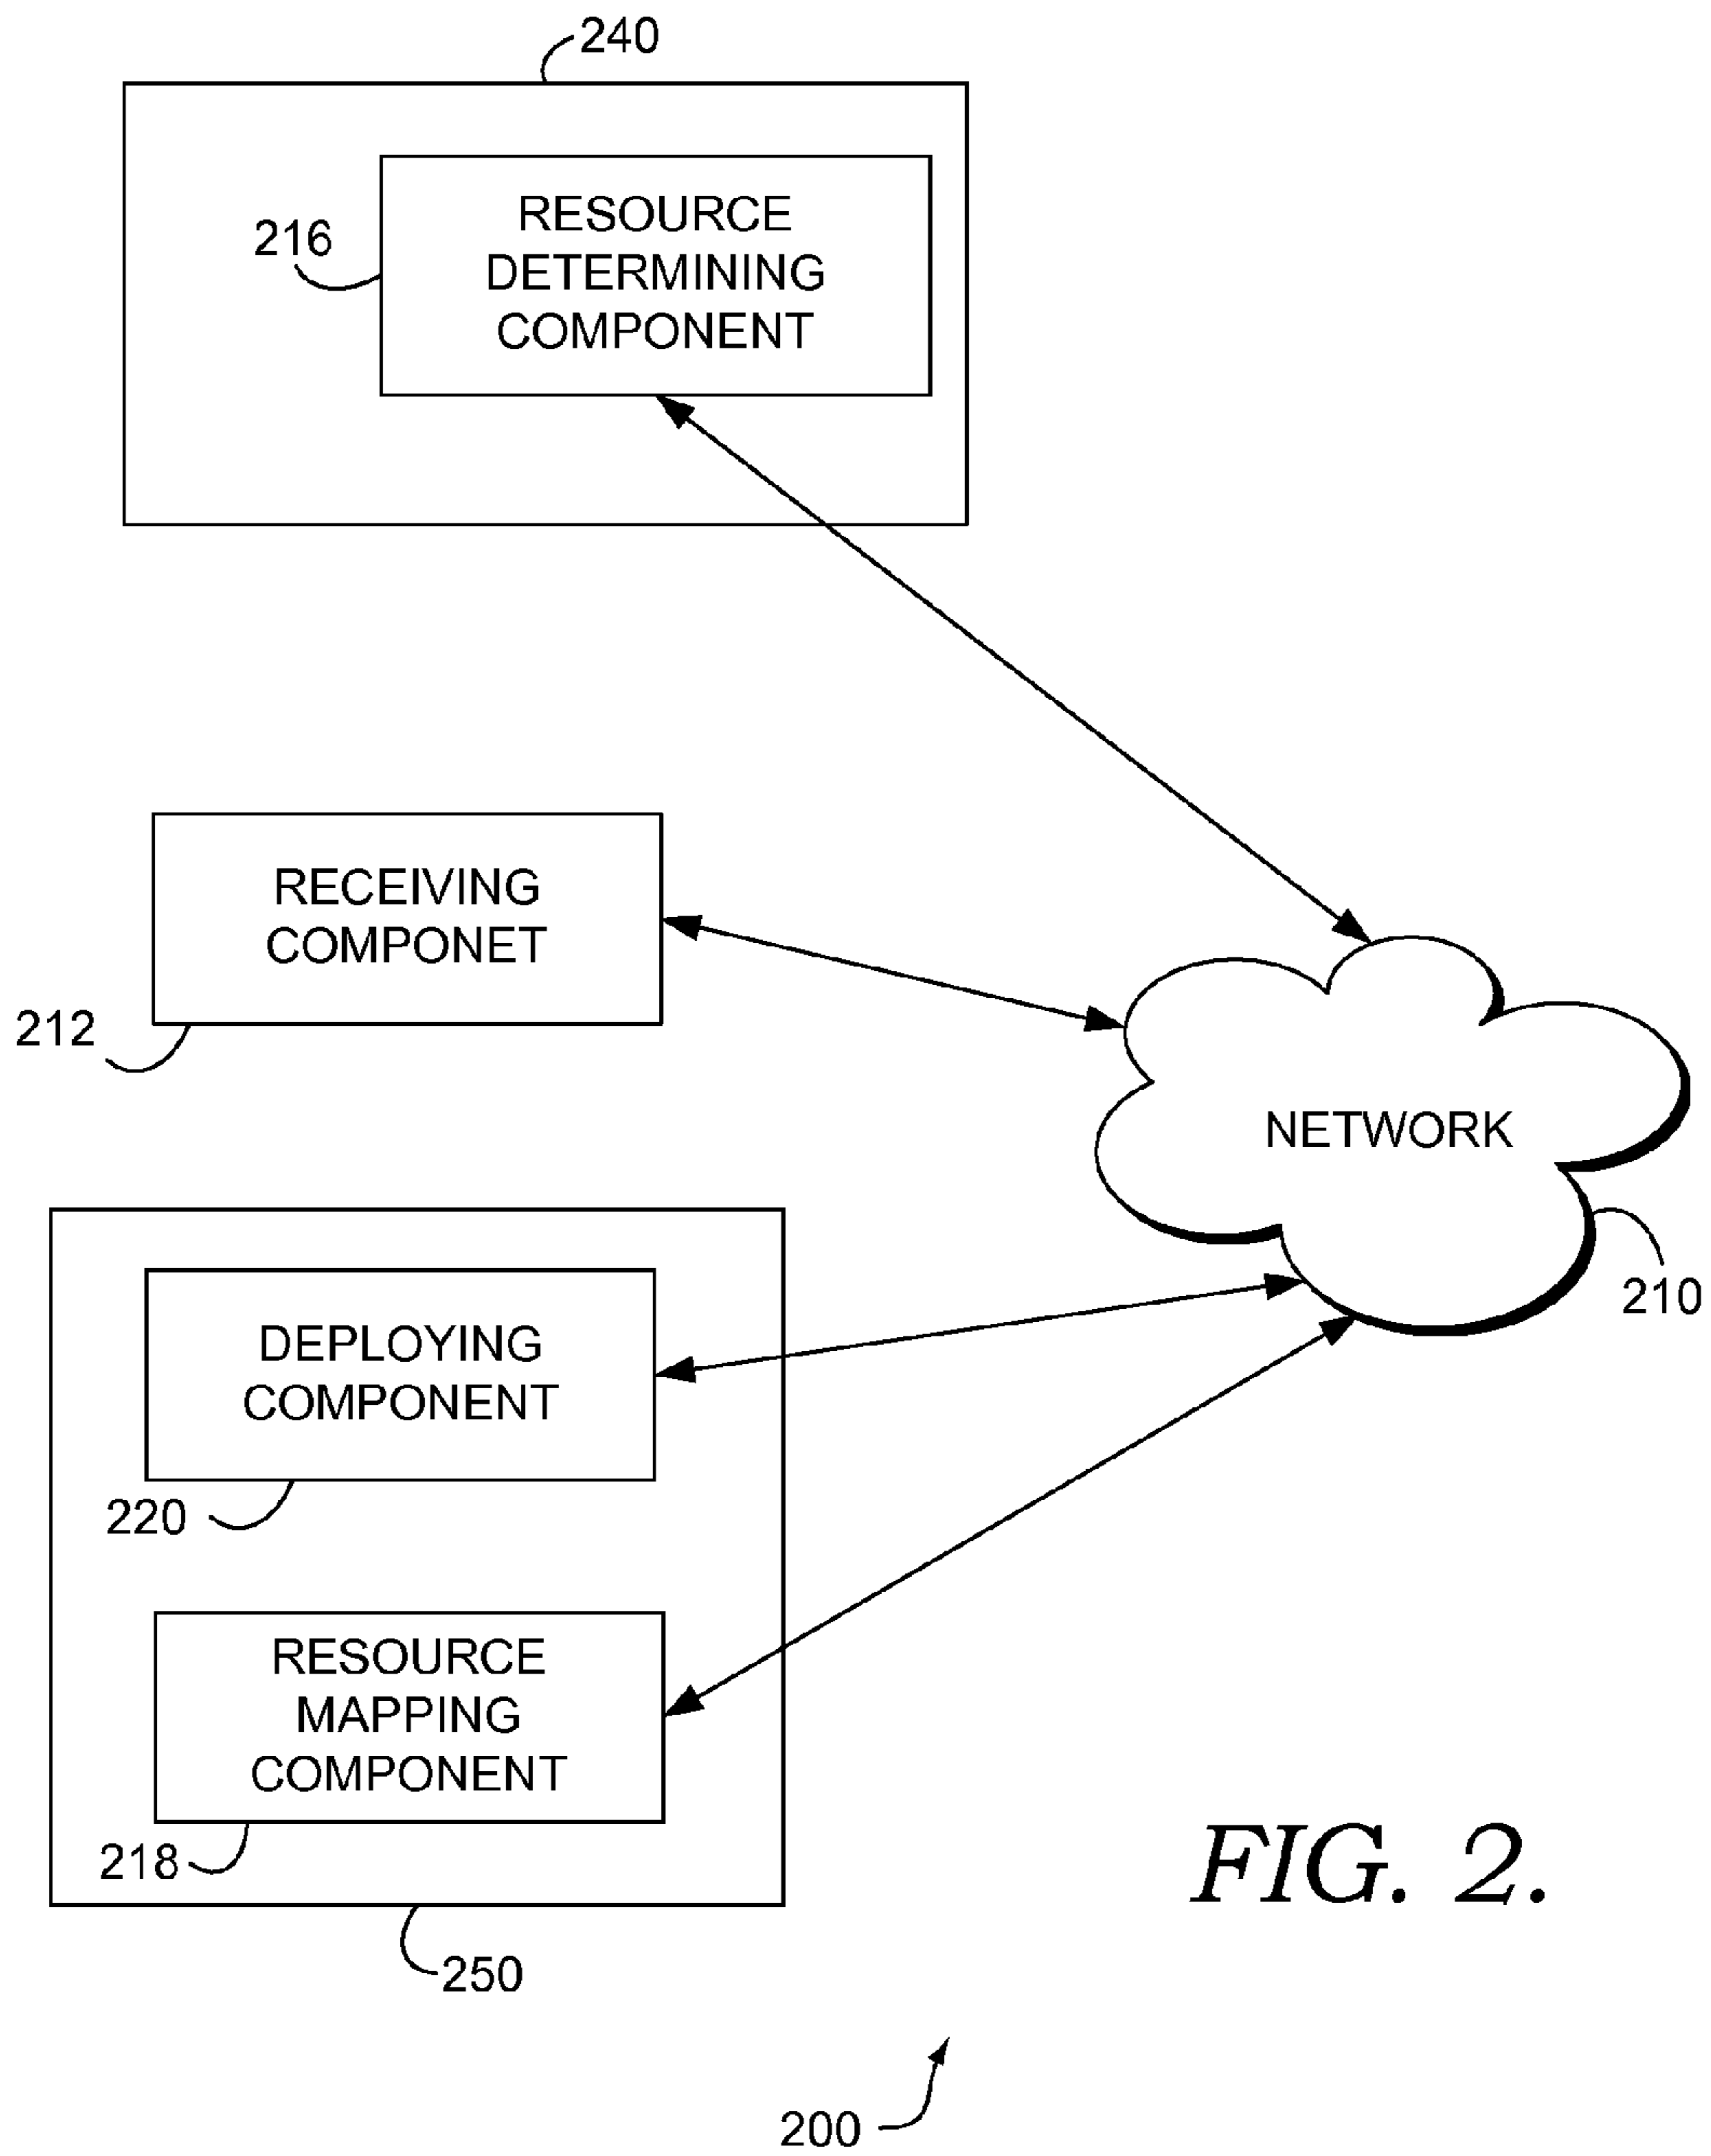 240
216
RESOURCE
DETERMINING
COMPONENT
RECEIVING
COMPONET
212
NETWORK
210
DEPLOYING
COMPONENT
220
RESOURCE
MAPPING
COMPONENT
218
250
FIG. 2.
200